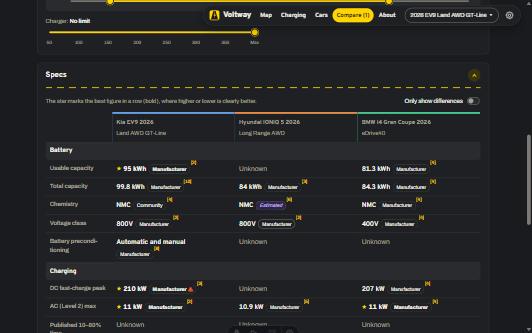 Voltway Map Charging Cars Compare (1) About 2026 EV9 Land AWD GT-Line
Charger: No limit
50 100 150 200 250 300 350 Max
Specs
The star marks the best figure in a row (bold), where higher or lower is clearly better. Only show differences
Kia EV9 2026 Hyundai IONIQ 5 2026 BMW i4 Gran Coupe 2026
Land AWD GT-Line Long Range AWD eDrive40
Battery
Usable capacity ★ 95 kWh Manufacturer Unknown 81.3 kWh Manufacturer
Total capacity 99.8 kWh Manufacturer 84 kWh Manufacturer 84.3 kWh Manufacturer
Chemistry NMC Community NMC Estimated NMC Manufacturer
Voltage class 800V Manufacturer 800V Manufacturer 400V Manufacturer
Battery precondi- Automatic and manual Unknown Unknown
tioning Manufacturer
Charging
DC fast-charge peak ★ 210 kW Manufacturer Unknown 207 kW Manufacturer
AC (Level 2) max ★ 11 kW Manufacturer 10.9 kW Manufacturer ★ 11 kW Manufacturer
Published 10–80% Unknown Unknown Unknown
time